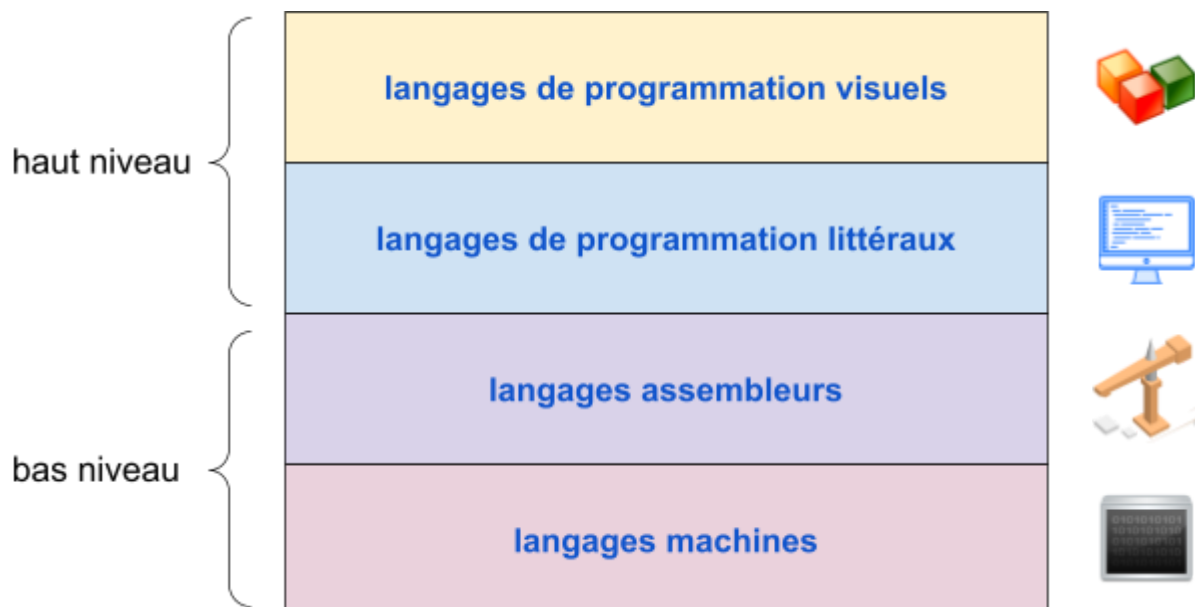 haut niveau
langages de programmation visuels
langages de programmation littéraux
bas niveau
langages assembleurs
langages machines